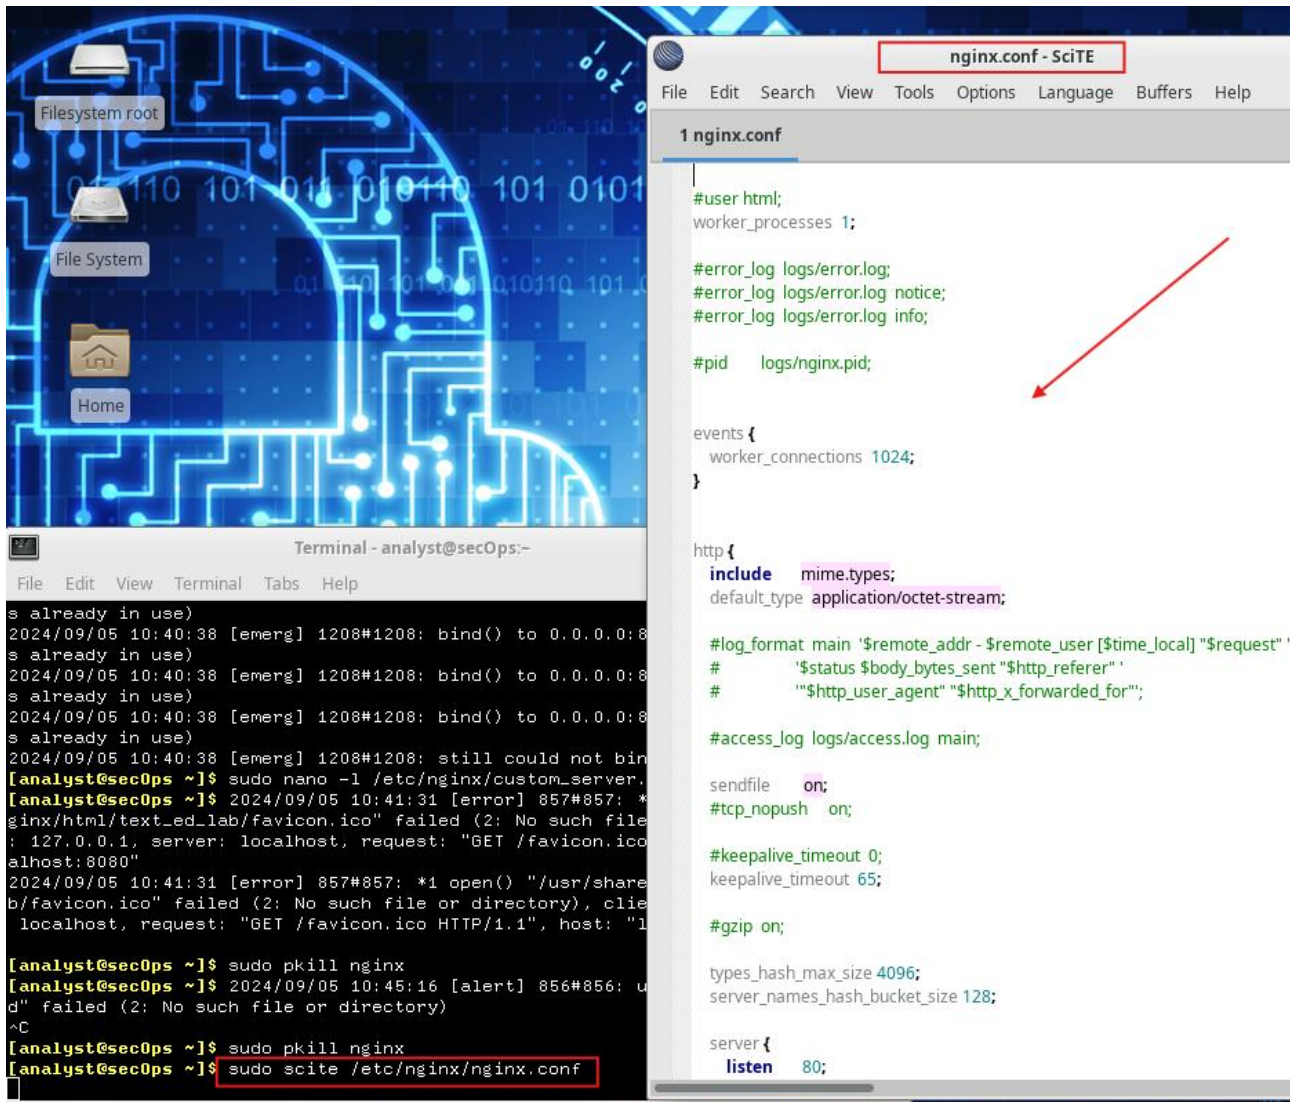 Filesystem root
File System
Home
nginx.conf - SciTE
File Edit Search View Tools Options Language Buffers Help
1 nginx.conf
#user html;
worker_processes 1;
#error_log logs/error.log;
#error_log logs/error.log notice;
#error_log logs/error.log info;
#pid logs/nginx.pid;
events {
worker_connections 1024;
}
http {
include mime.types;
default_type application/octet-stream;
#log_format main '$remote_addr - $remote_user [$time_local] "$request" '
# '$status $body_bytes_sent "$http_referer" '
# '"$http_user_agent" "$http_x_forwarded_for"';
#access_log logs/access.log main;
sendfile on;
#tcp_nopush on;
#keepalive_timeout 0;
keepalive_timeout 65;
#gzip on;
types_hash_max_size 4096;
server_names_hash_bucket_size 128;
server {
listen 80;
Terminal - analyst@secOps:~
File Edit View Terminal Tabs Help
s already in use)
2024/09/05 10:40:38 [emerg] 1208#1208: bind() to 0.0.0.0:8
s already in use)
2024/09/05 10:40:38 [emerg] 1208#1208: bind() to 0.0.0.0:8
s already in use)
2024/09/05 10:40:38 [emerg] 1208#1208: bind() to 0.0.0.0:8
s already in use)
2024/09/05 10:40:38 [emerg] 1208#1208: still could not bin
[analyst@secOps ~]$ sudo nano -l /etc/nginx/custom_server.
[analyst@secOps ~]$ 2024/09/05 10:41:31 [error] 857#857: *
ginx/html/text_ed_lab/favicon.ico" failed (2: No such file
: 127.0.0.1, server: localhost, request: "GET /favicon.ico
alhost:8080"
2024/09/05 10:41:31 [error] 857#857: *1 open() "/usr/share
b/favicon.ico" failed (2: No such file or directory), clie
localhost, request: "GET /favicon.ico HTTP/1.1", host: "l
[analyst@secOps ~]$ sudo pkill nginx
[analyst@secOps ~]$ 2024/09/05 10:45:16 [alert] 856#856: u
d" failed (2: No such file or directory)
^C
[analyst@secOps ~]$ sudo pkill nginx
[analyst@secOps ~]$ sudo scite /etc/nginx/nginx.conf